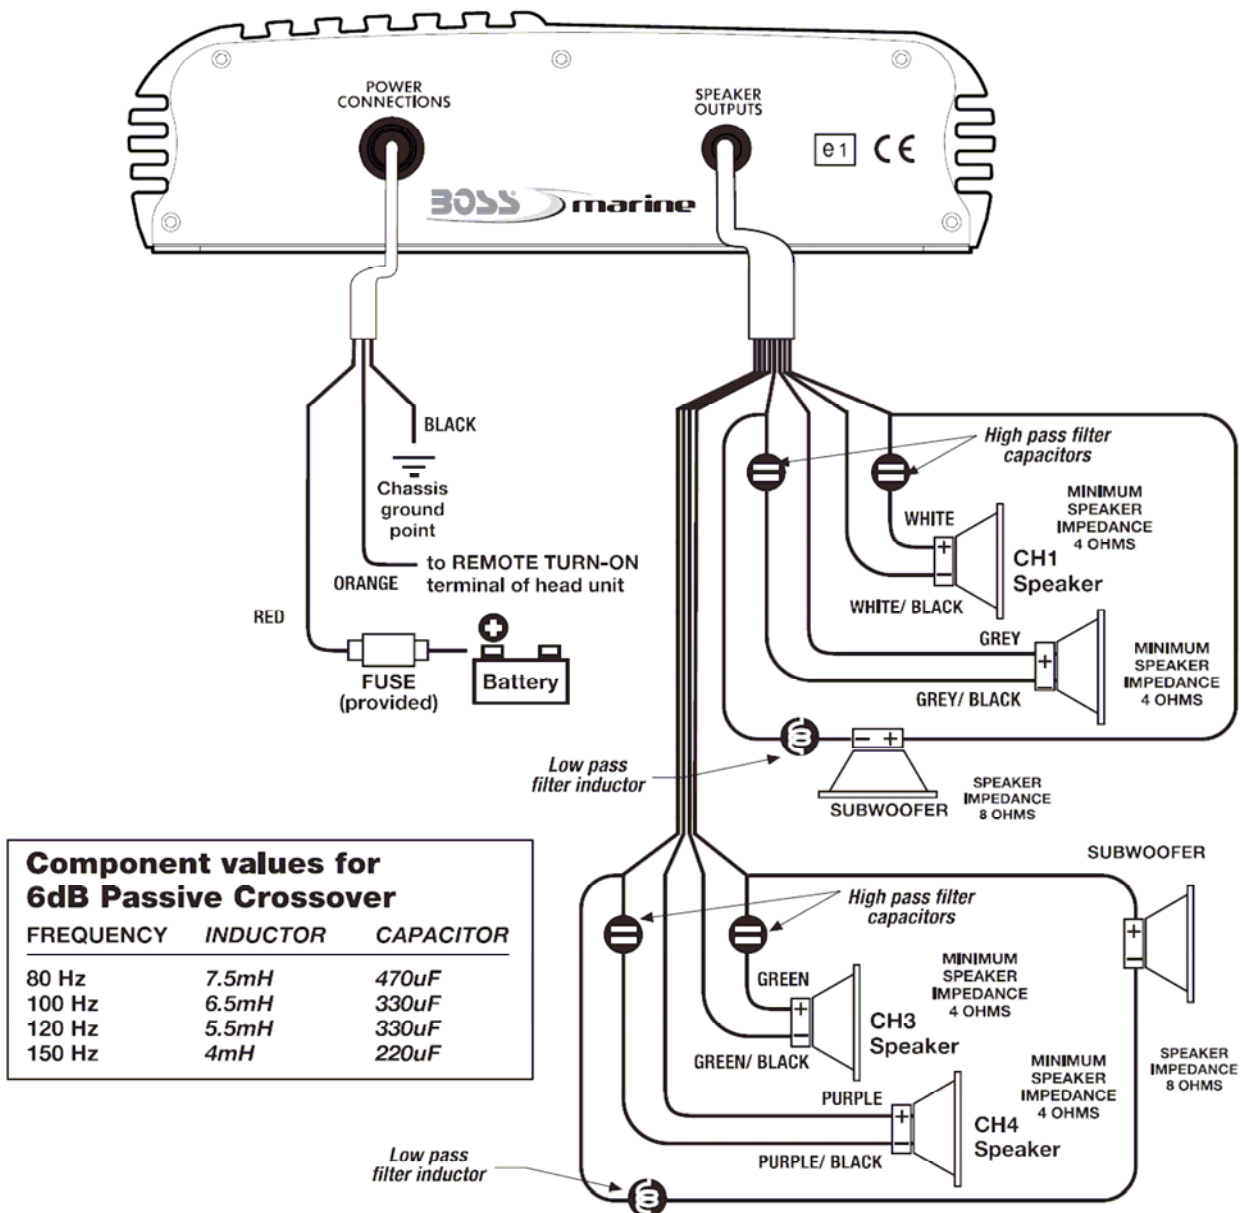 POWER
CONNECTIONS
SPEAKER
OUTPUTS
e1 CE
BOSS marine
BLACK
Chassis
ground
point
ORANGE
to REMOTE TURN-ON
terminal of head unit
RED
FUSE
(provided)
+
Battery
High pass filter
capacitors
WHITE
+
−
MINIMUM
SPEAKER
IMPEDANCE
4 OHMS
CH1
Speaker
WHITE/ BLACK
GREY
+
−
MINIMUM
SPEAKER
IMPEDANCE
4 OHMS
GREY/ BLACK
Low pass
filter inductor
− +
SUBWOOFER
SPEAKER
IMPEDANCE
8 OHMS
Component values for
6dB Passive Crossover
FREQUENCY INDUCTOR CAPACITOR
80 Hz 7.5mH 470uF
100 Hz 6.5mH 330uF
120 Hz 5.5mH 330uF
150 Hz 4mH 220uF
High pass filter
capacitors
SUBWOOFER
+
−
SPEAKER
IMPEDANCE
8 OHMS
GREEN
+
−
MINIMUM
SPEAKER
IMPEDANCE
4 OHMS
CH3
Speaker
GREEN/ BLACK
PURPLE
+
−
MINIMUM
SPEAKER
IMPEDANCE
4 OHMS
CH4
Speaker
PURPLE/ BLACK
Low pass
filter inductor